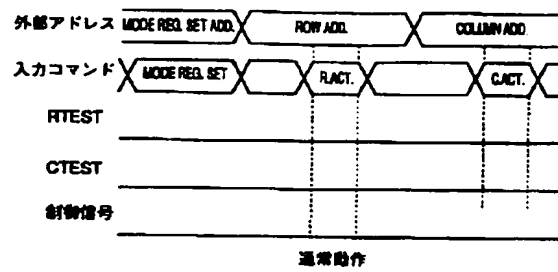 外部アドレス MODE REG. SET ADD. ROW ADD. COLUMN ADD.
入力コマンド MODE REG. SET R.ACT. C.ACT.
RTEST
CTEST
制御信号
通常動作